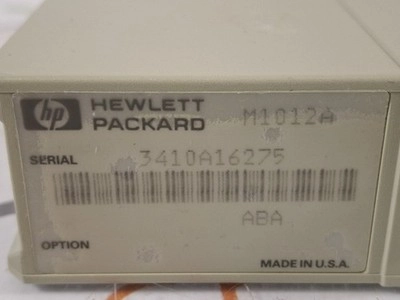 hp HEWLETT PACKARD M1012A
SERIAL 3410A16275
ABA
OPTION
MADE IN U.S.A.